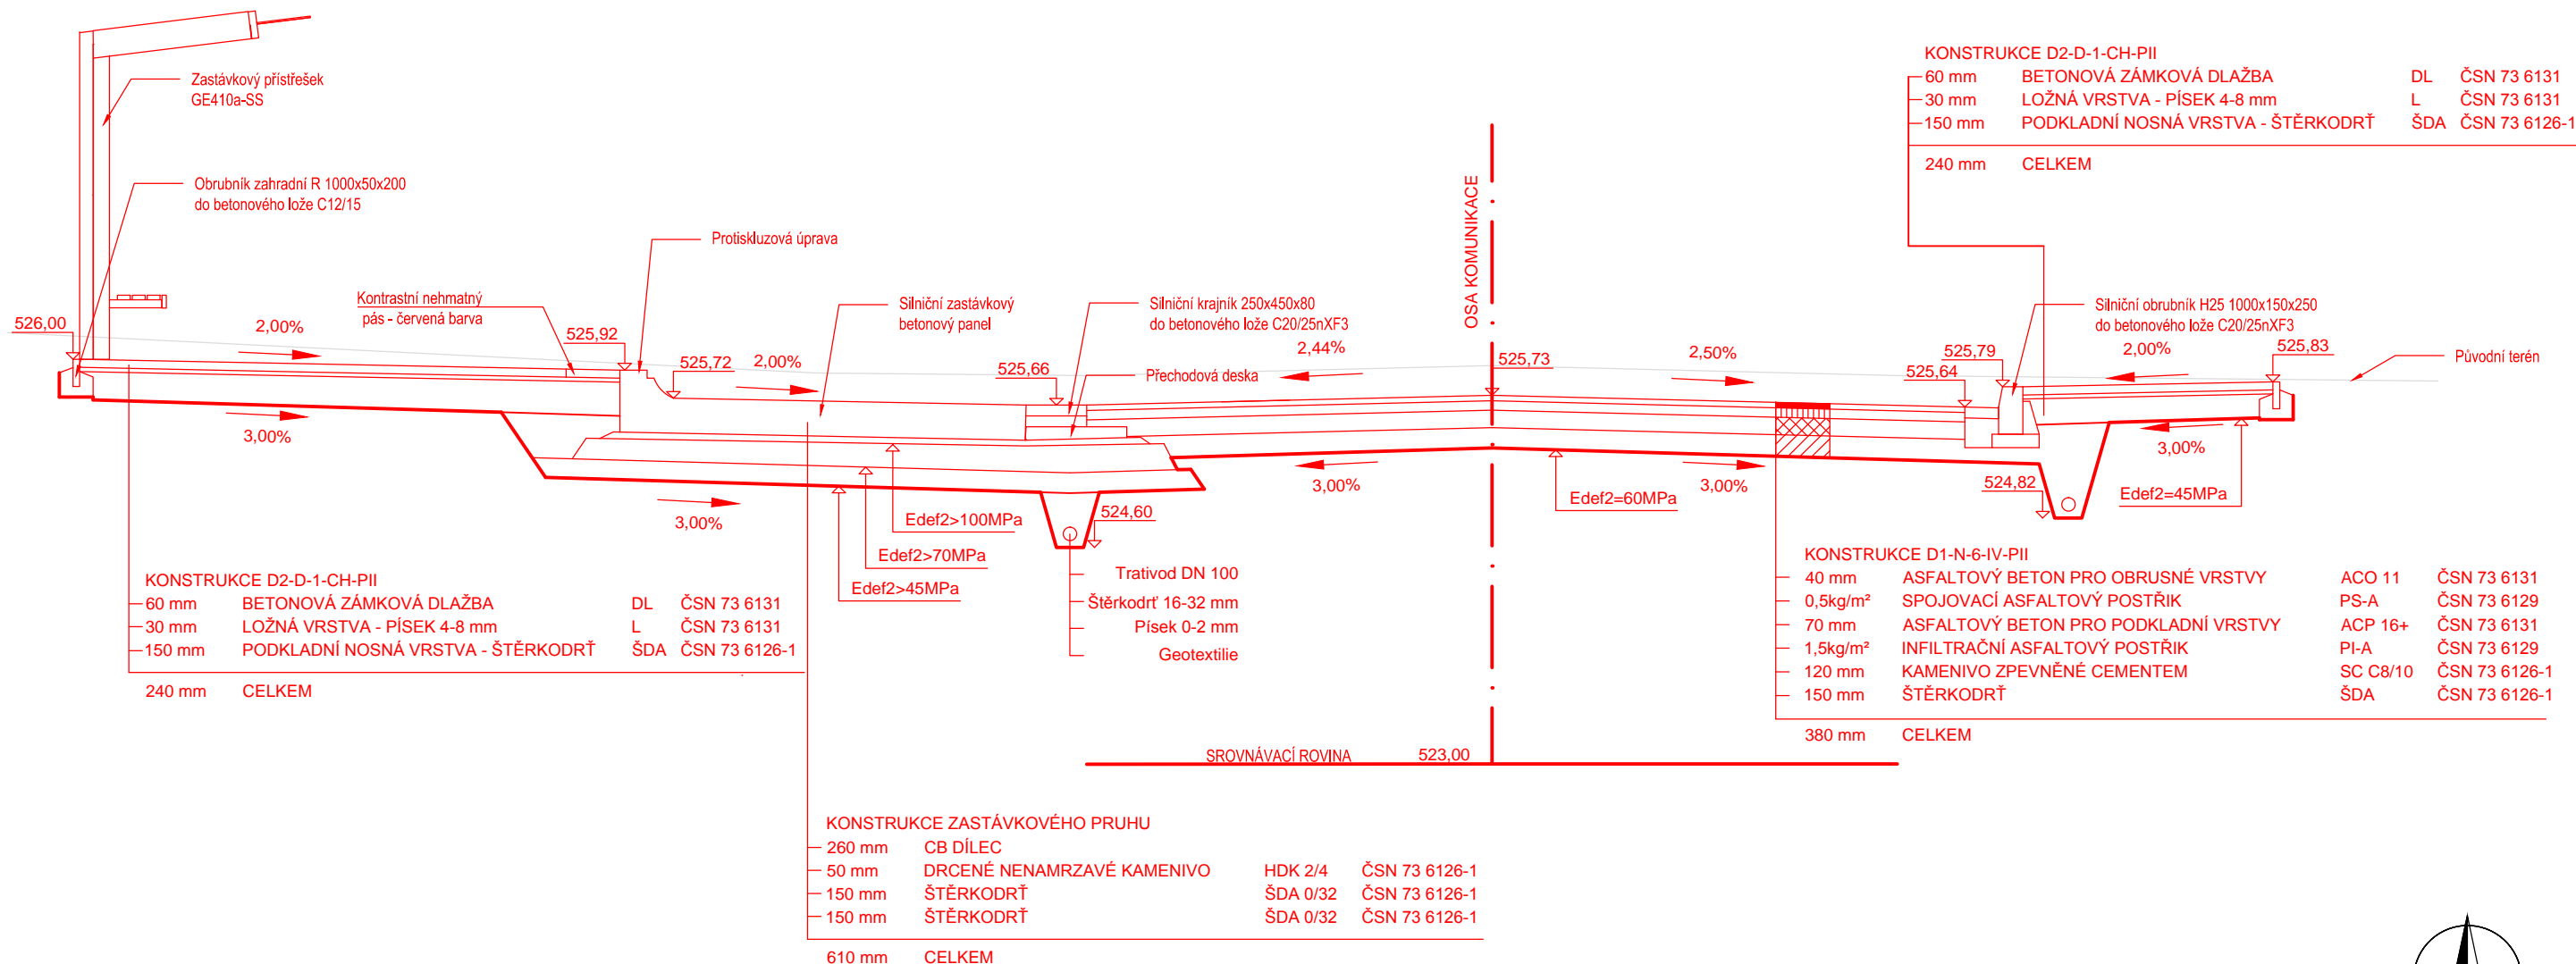 Zastávkový přístřešek
GE410a-SS
Obrubník zahradní R 1000x50x200
do betonového lože C12/15
Protiskluzová úprava
Kontrastní nehmatný
pás - červená barva
Silniční zastávkový
betonový panel
Silniční krajník 250x450x80
do betonového lože C20/25nXF3
Přechodová deska
OSA KOMUNIKACE
Silniční obrubník H25 1000x150x250
do betonového lože C20/25nXF3
Původní terén
526,00
2,00%
525,92
525,72
2,00%
525,66
2,44%
525,73
2,50%
525,79
525,64
2,00%
525,83
3,00%
3,00%
3,00%
3,00%
3,00%
524,60
524,82
Edef2>100MPa
Edef2>70MPa
Edef2>45MPa
Edef2=60MPa
Edef2=45MPa
Trativod DN 100
Štěrkodrť 16-32 mm
Písek 0-2 mm
Geotextilie
KONSTRUKCE D2-D-1-CH-PII
60 mm BETONOVÁ ZÁMKOVÁ DLAŽBA DL ČSN 73 6131
30 mm LOŽNÁ VRSTVA - PÍSEK 4-8 mm L ČSN 73 6131
150 mm PODKLADNÍ NOSNÁ VRSTVA - ŠTĚRKODRŤ ŠDA ČSN 73 6126-1
240 mm CELKEM
KONSTRUKCE D2-D-1-CH-PII
60 mm BETONOVÁ ZÁMKOVÁ DLAŽBA DL ČSN 73 6131
30 mm LOŽNÁ VRSTVA - PÍSEK 4-8 mm L ČSN 73 6131
150 mm PODKLADNÍ NOSNÁ VRSTVA - ŠTĚRKODRŤ ŠDA ČSN 73 6126-1
240 mm CELKEM
KONSTRUKCE D1-N-6-IV-PII
40 mm ASFALTOVÝ BETON PRO OBRUSNÉ VRSTVY ACO 11 ČSN 73 6131
0,5kg/m² SPOJOVACÍ ASFALTOVÝ POSTŘIK PS-A ČSN 73 6129
70 mm ASFALTOVÝ BETON PRO PODKLADNÍ VRSTVY ACP 16+ ČSN 73 6131
1,5kg/m² INFILTRAČNÍ ASFALTOVÝ POSTŘIK PI-A ČSN 73 6129
120 mm KAMENIVO ZPEVNĚNÉ CEMENTEM SC C8/10 ČSN 73 6126-1
150 mm ŠTĚRKODRŤ ŠDA ČSN 73 6126-1
380 mm CELKEM
SROVNÁVACÍ ROVINA 523,00
KONSTRUKCE ZASTÁVKOVÉHO PRUHU
260 mm CB DÍLEC
50 mm DRCENÉ NENAMRZAVÉ KAMENIVO HDK 2/4 ČSN 73 6126-1
150 mm ŠTĚRKODRŤ ŠDA 0/32 ČSN 73 6126-1
150 mm ŠTĚRKODRŤ ŠDA 0/32 ČSN 73 6126-1
610 mm CELKEM